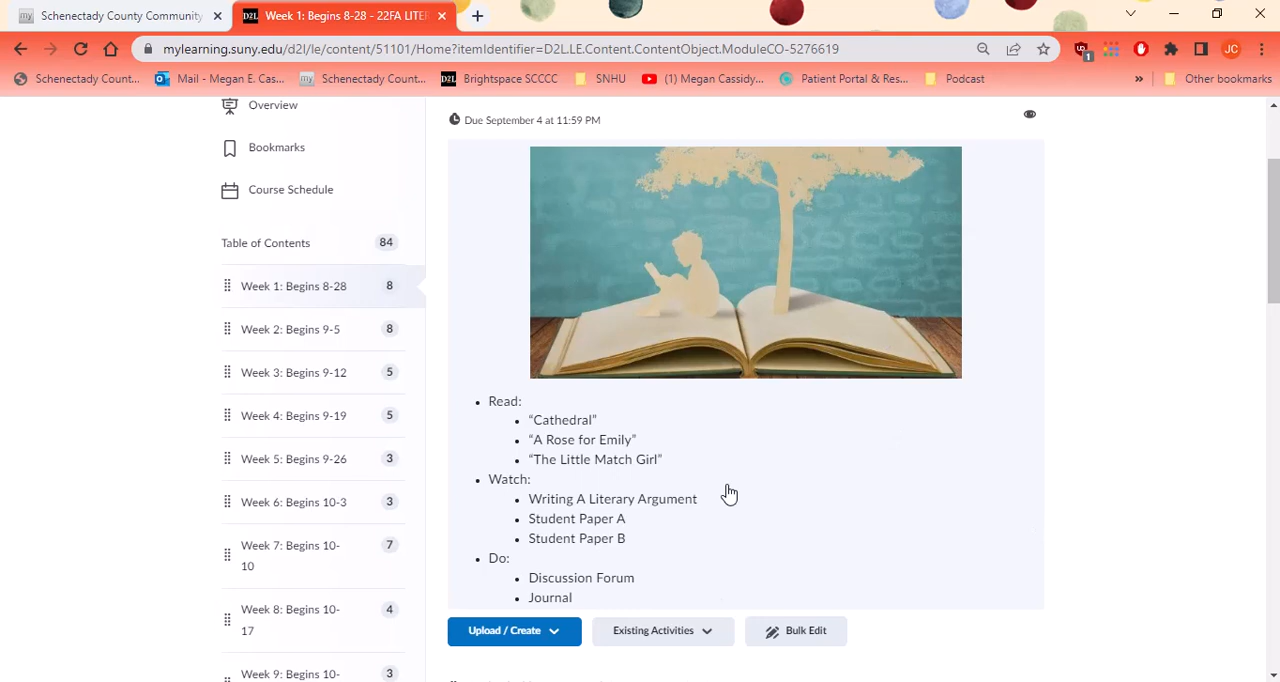 my Schenectady County Community
D2L Week 1: Begins 8-28 - 22FA LITER
mylearning.suny.edu/d2l/le/content/51101/Home?itemIdentifier=D2L.LE.Content.ContentObject.ModuleCO-5276619
1
JC
Schenectady Count... Mail - Megan E. Cas... my Schenectady Count... D2L Brightspace SCCCC SNHU (1) Megan Cassidy... Patient Portal & Res... Podcast » Other bookmarks
Overview
Bookmarks
Course Schedule
Table of Contents 84
Week 1: Begins 8-28 8
Week 2: Begins 9-5 8
Week 3: Begins 9-12 5
Week 4: Begins 9-19 5
Week 5: Begins 9-26 3
Week 6: Begins 10-3 3
Week 7: Begins 10-
10 7
Week 8: Begins 10-
17 4
Week 9: Begins 10- 3
Due September 4 at 11:59 PM
Read:
“Cathedral”
“A Rose for Emily”
“The Little Match Girl”
Watch:
Writing A Literary Argument
Student Paper A
Student Paper B
Do:
Discussion Forum
Journal
Upload / Create Existing Activities Bulk Edit